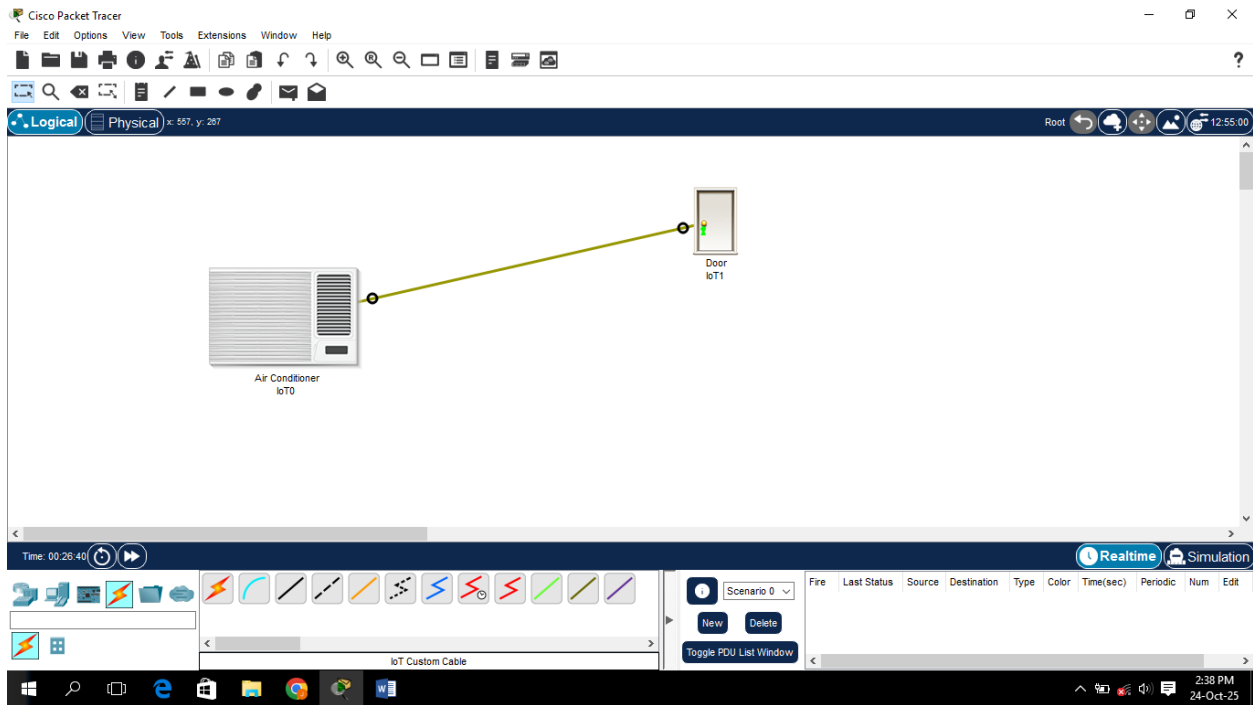 Cisco Packet Tracer
File Edit Options View Tools Extensions Window Help
?
Logical Physical x: 557, y: 267 Root 12:55:00
Door
IoT1
Air Conditioner
IoT0
Time: 00:26:40 Realtime Simulation
Scenario 0
Fire Last Status Source Destination Type Color Time(sec) Periodic Num Edit
New Delete
Toggle PDU List Window
IoT Custom Cable
2:38 PM
24-Oct-25